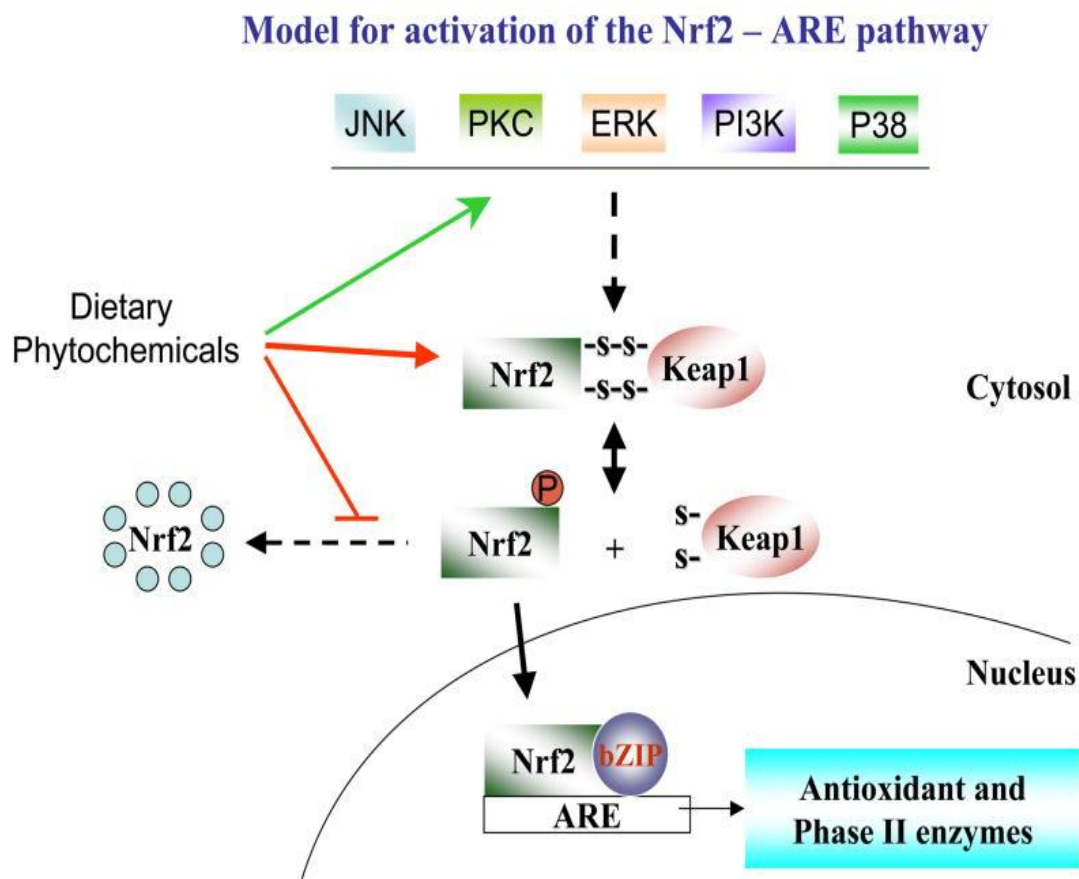 Model for activation of the Nrf2 – ARE pathway
JNK PKC ERK PI3K P38
Dietary
Phytochemicals
Nrf2 -s-s- Keap1
-s-s-
Cytosol
P
Nrf2
Nrf2 + s- Keap1
s-
Nucleus
Nrf2 bZIP
ARE
Antioxidant and
Phase II enzymes